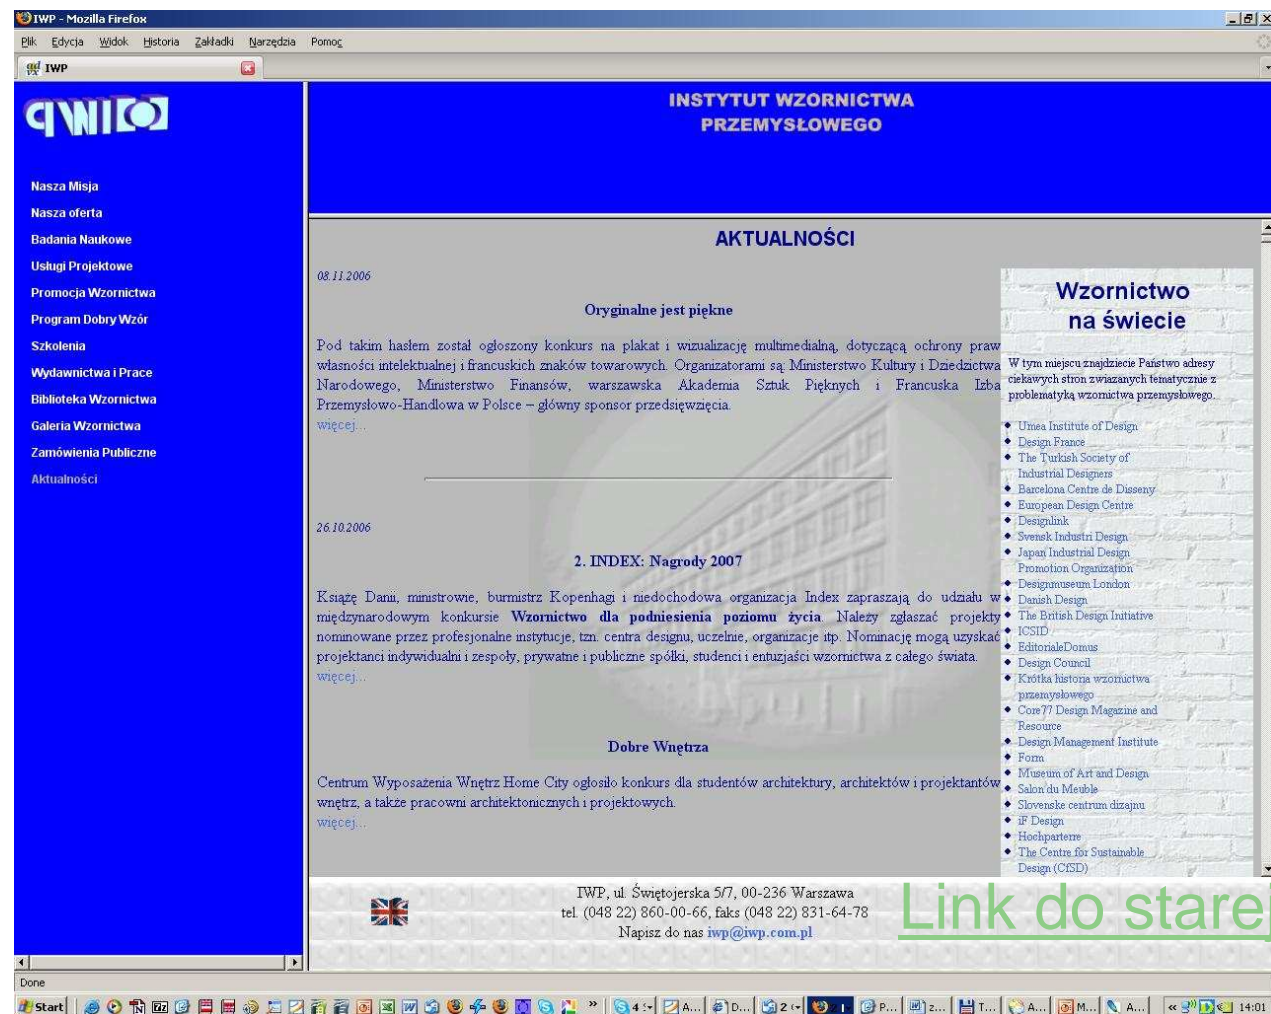 IWP - Mozilla Firefox
Plik Edycja Widok Historia Zakładki Narzędzia Pomoc
IWP
IWP
Nasza Misja
Nasza oferta
Badania Naukowe
Usługi Projektowe
Promocja Wzornictwa
Program Dobry Wzór
Szkolenia
Wydawnictwa i Prace
Biblioteka Wzornictwa
Galeria Wzornictwa
Zamówienia Publiczne
Aktualności
INSTYTUT WZORNICTWA
PRZEMYSŁOWEGO
AKTUALNOŚCI
08.11.2006
Oryginalne jest piękne
Pod takim hasłem został ogłoszony konkurs na plakat i wizualizację multimedialną, dotyczącą ochrony praw
własności intelektualnej i francuskich znaków towarowych. Organizatorami są: Ministerstwo Kultury i Dziedzictwa
Narodowego, Ministerstwo Finansów, warszawska Akademia Sztuk Pięknych i Francuska Izba
Przemysłowo-Handlowa w Polsce – główny sponsor przedsięwzięcia.
więcej...
26.10.2006
2. INDEX: Nagrody 2007
Książę Danii, ministrowie, burmistrz Kopenhagi i niedochodowa organizacja Index zapraszają do udziału w
międzynarodowym konkursie Wzornictwo dla podniesienia poziomu życia. Należy zgłaszać projekty
nominowane przez profesjonalne instytucje, tzn. centra designu, uczelnie, organizacje itp. Nominację mogą uzyskać
projektanci indywidualni i zespoły, prywatne i publiczne spółki, studenci i entuzjaści wzornictwa z całego świata.
więcej...
Dobre Wnętrza
Centrum Wyposażenia Wnętrz Home City ogłosiło konkurs dla studentów architektury, architektów i projektantów
wnętrz, a także pracowni architektonicznych i projektowych.
więcej...
Wzornictwo
na świecie
W tym miejscu znajdziecie Państwo adresy
ciekawych stron zwiazanych tematycznie z
problematyką wzornictwa przemysłowego.
Umea Institute of Design
Design France
The Turkish Society of
Industrial Designers
Barcelona Centre de Disseny
European Design Centre
Designlink
Svensk Industri Design
Japan Industrial Design
Promotion Organization
Designmuseum London
Danish Design
The British Design Initiative
ICSID
EditorialeDomus
Design Council
Krótka historia wzornictwa
przemysłowego
Core77 Design Magazine and
Resource
Design Management Institute
Form
Museum of Art and Design
Salon du Meuble
Slovenske centrum dizajnu
iF Design
Hochparterre
The Centre for Sustainable
Design (CfSD)
IWP, ul. Świętojerska 5/7, 00-236 Warszawa
tel. (048 22) 860-00-66, faks (048 22) 831-64-78
Napisz do nas iwp@iwp.com.pl
Link do starej
Done
Start » A... D... P... z... T... A... M... A... « 14:01